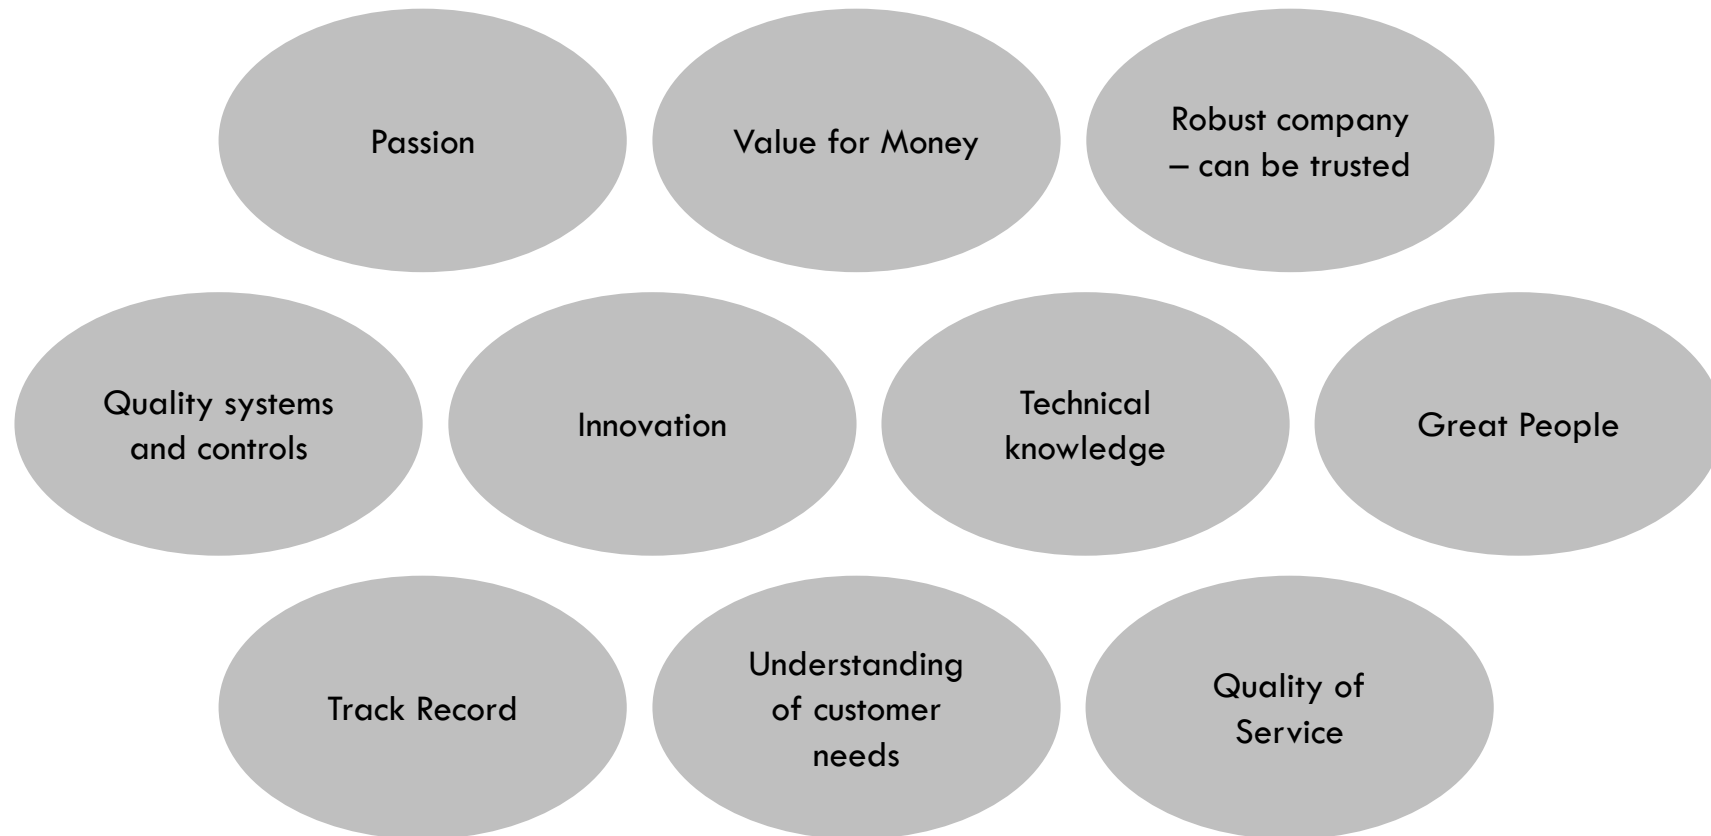 Passion
Value for Money
Robust company
– can be trusted
Quality systems
and controls
Innovation
Technical
knowledge
Great People
Track Record
Understanding
of customer
needs
Quality of
Service